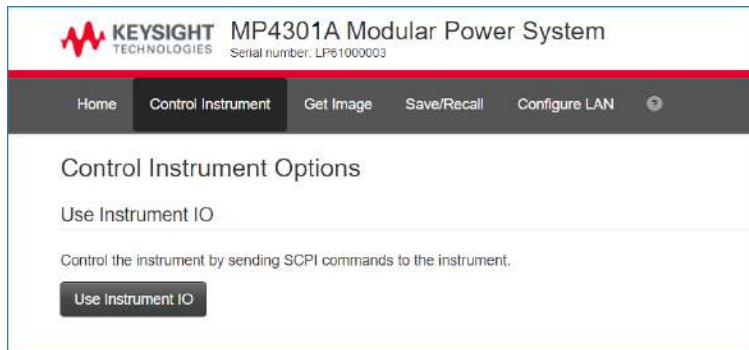 KEYSIGHT
TECHNOLOGIES
MP4301A Modular Power System
Serial number: LP61000003
Home Control Instrument Get Image Save/Recall Configure LAN ?
Control Instrument Options
Use Instrument IO
Control the instrument by sending SCPI commands to the instrument.
Use Instrument IO